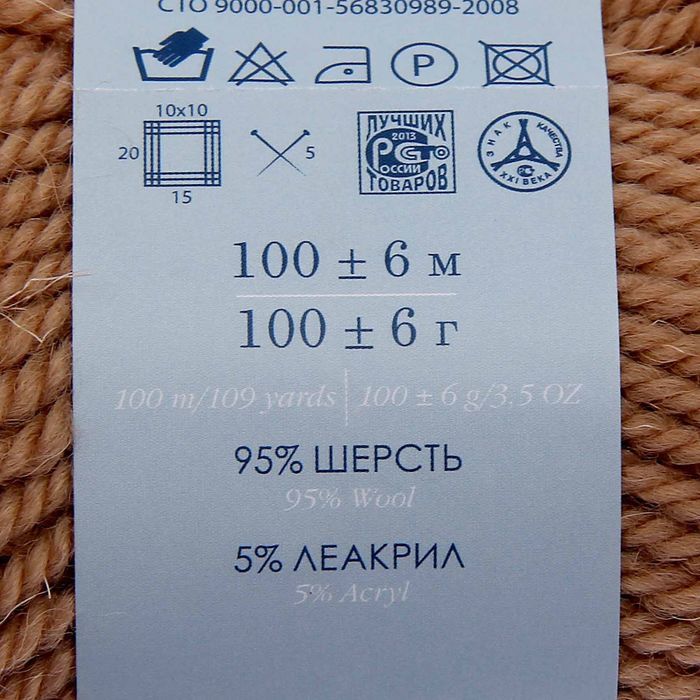 СТО 9000-001-56830989-2008
P
10х10
20
5
15
ЛУЧШИХ
2013
РОССИИ
ТОВАРОВ
ЗНАК КАЧЕСТВА
XXI ВЕКА
100 ± 6 м
100 ± 6 г
100 m/109 yards | 100 ± 6 g/3.5 OZ
95% ШЕРСТЬ
95% Wool
5% ЛЕАКРИЛ
5% Acryl